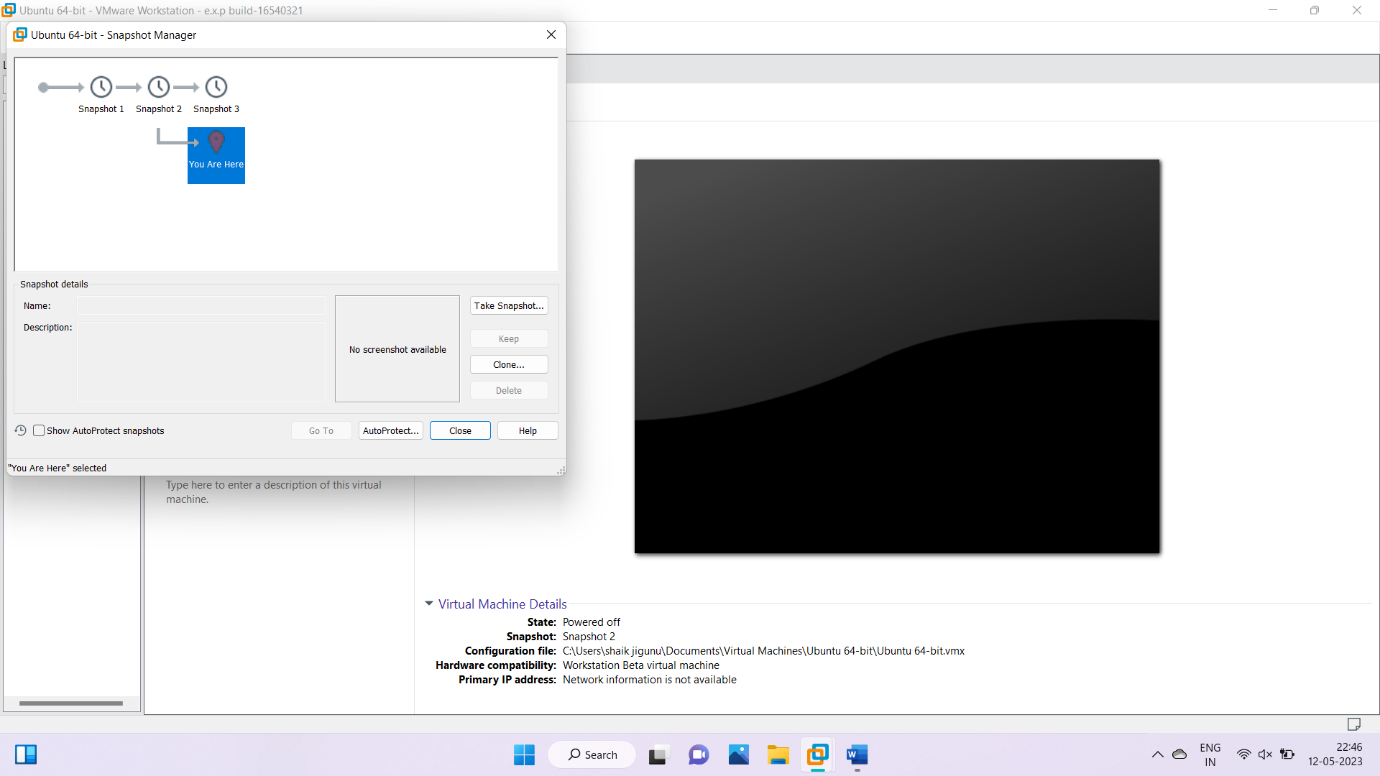 Ubuntu 64-bit - VMware Workstation - e.x.p build-16540321
Ubuntu 64-bit - Snapshot Manager
Snapshot 1
Snapshot 2
Snapshot 3
You Are Here
Snapshot details
Name:
Description:
No screenshot available
Take Snapshot...
Keep
Clone...
Delete
Show AutoProtect snapshots
Go To
AutoProtect...
Close
Help
"You Are Here" selected
Type here to enter a description of this virtual
machine.
Virtual Machine Details
State: Powered off
Snapshot: Snapshot 2
Configuration file: C:\Users\shaik jigunu\Documents\Virtual Machines\Ubuntu 64-bit\Ubuntu 64-bit.vmx
Hardware compatibility: Workstation Beta virtual machine
Primary IP address: Network information is not available
Search
ENG
IN
22:46
12-05-2023